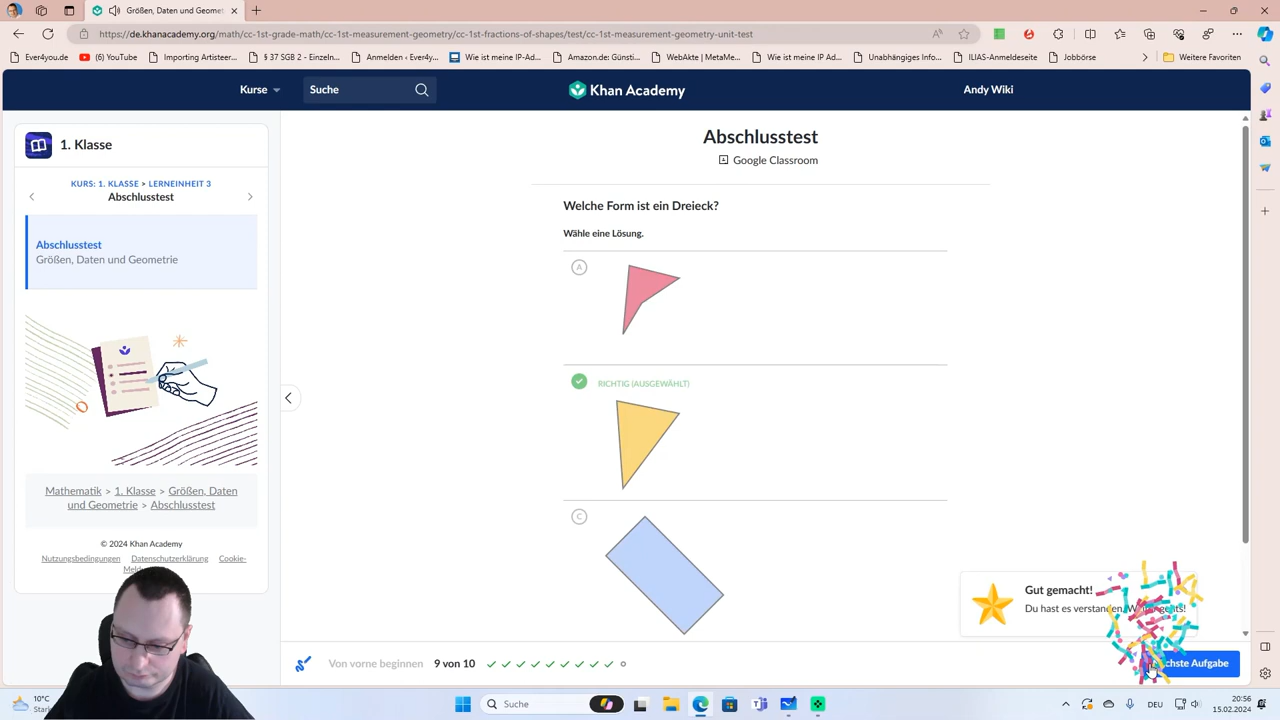 Größen, Daten und Geomet
https://de.khanacademy.org/math/cc-1st-grade-math/cc-1st-measurement-geometry/cc-1st-fractions-of-shapes/test/cc-1st-measurement-geometry-unit-test
Ever4you.de
(6) YouTube
Importing Artisteer...
§ 37 SGB 2 - Einzeln...
Anmelden ‹ Ever4y...
Wie ist meine IP-Ad...
Amazon.de: Günsti...
WebAkte | MetaMe...
Wie ist meine IP-Ad...
Unabhängiges Info...
ILIAS-Anmeldeseite
Jobbörse
Weitere Favoriten
Kurse
Suche
Khan Academy
Andy Wiki
1. Klasse
KURS: 1. KLASSE > LERNEINHEIT 3
Abschlusstest
Abschlusstest
Größen, Daten und Geometrie
Mathematik > 1. Klasse > Größen, Daten
und Geometrie > Abschlusstest
© 2024 Khan Academy
Nutzungsbedingungen Datenschutzerklärung Cookie-
Abschlusstest
Google Classroom
Welche Form ist ein Dreieck?
Wähle eine Lösung.
A
RICHTIG (AUSGEWÄHLT)
C
Gut gemacht!
Du hast es verstanden.
Von vorne beginnen
9 von 10
Aufgabe
10°C
Suche
DEU
20:56
15.02.2024